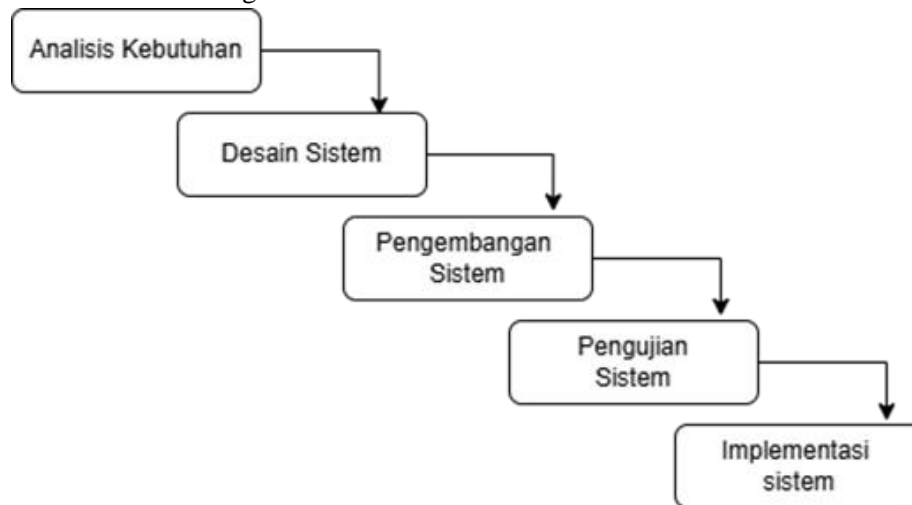 Analisis Kebutuhan
Desain Sistem
Pengembangan
Sistem
Pengujian
Sistem
Implementasi
sistem